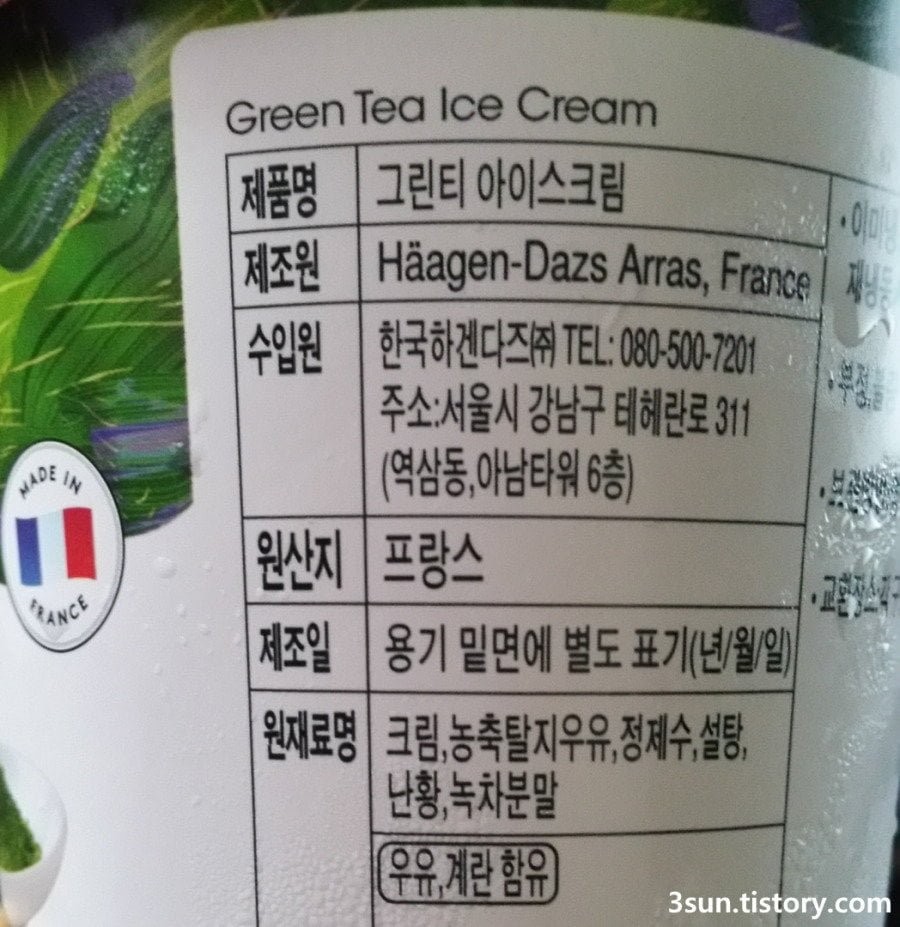 Green Tea Ice Cream
제품명 그린티 아이스크림
제조원 Häagen-Dazs Arras, France
수입원 한국하겐다즈㈜ TEL: 080-500-7201
주소:서울시 강남구 테헤란로 311
(역삼동,아남타워 6층)
원산지 프랑스
제조일 용기 밑면에 별도 표기(년/월/일)
원재료명 크림,농축탈지우유,정제수,설탕,
난황,녹차분말
우유,계란 함유
MADE IN
FRANCE
3sun.tistory.com